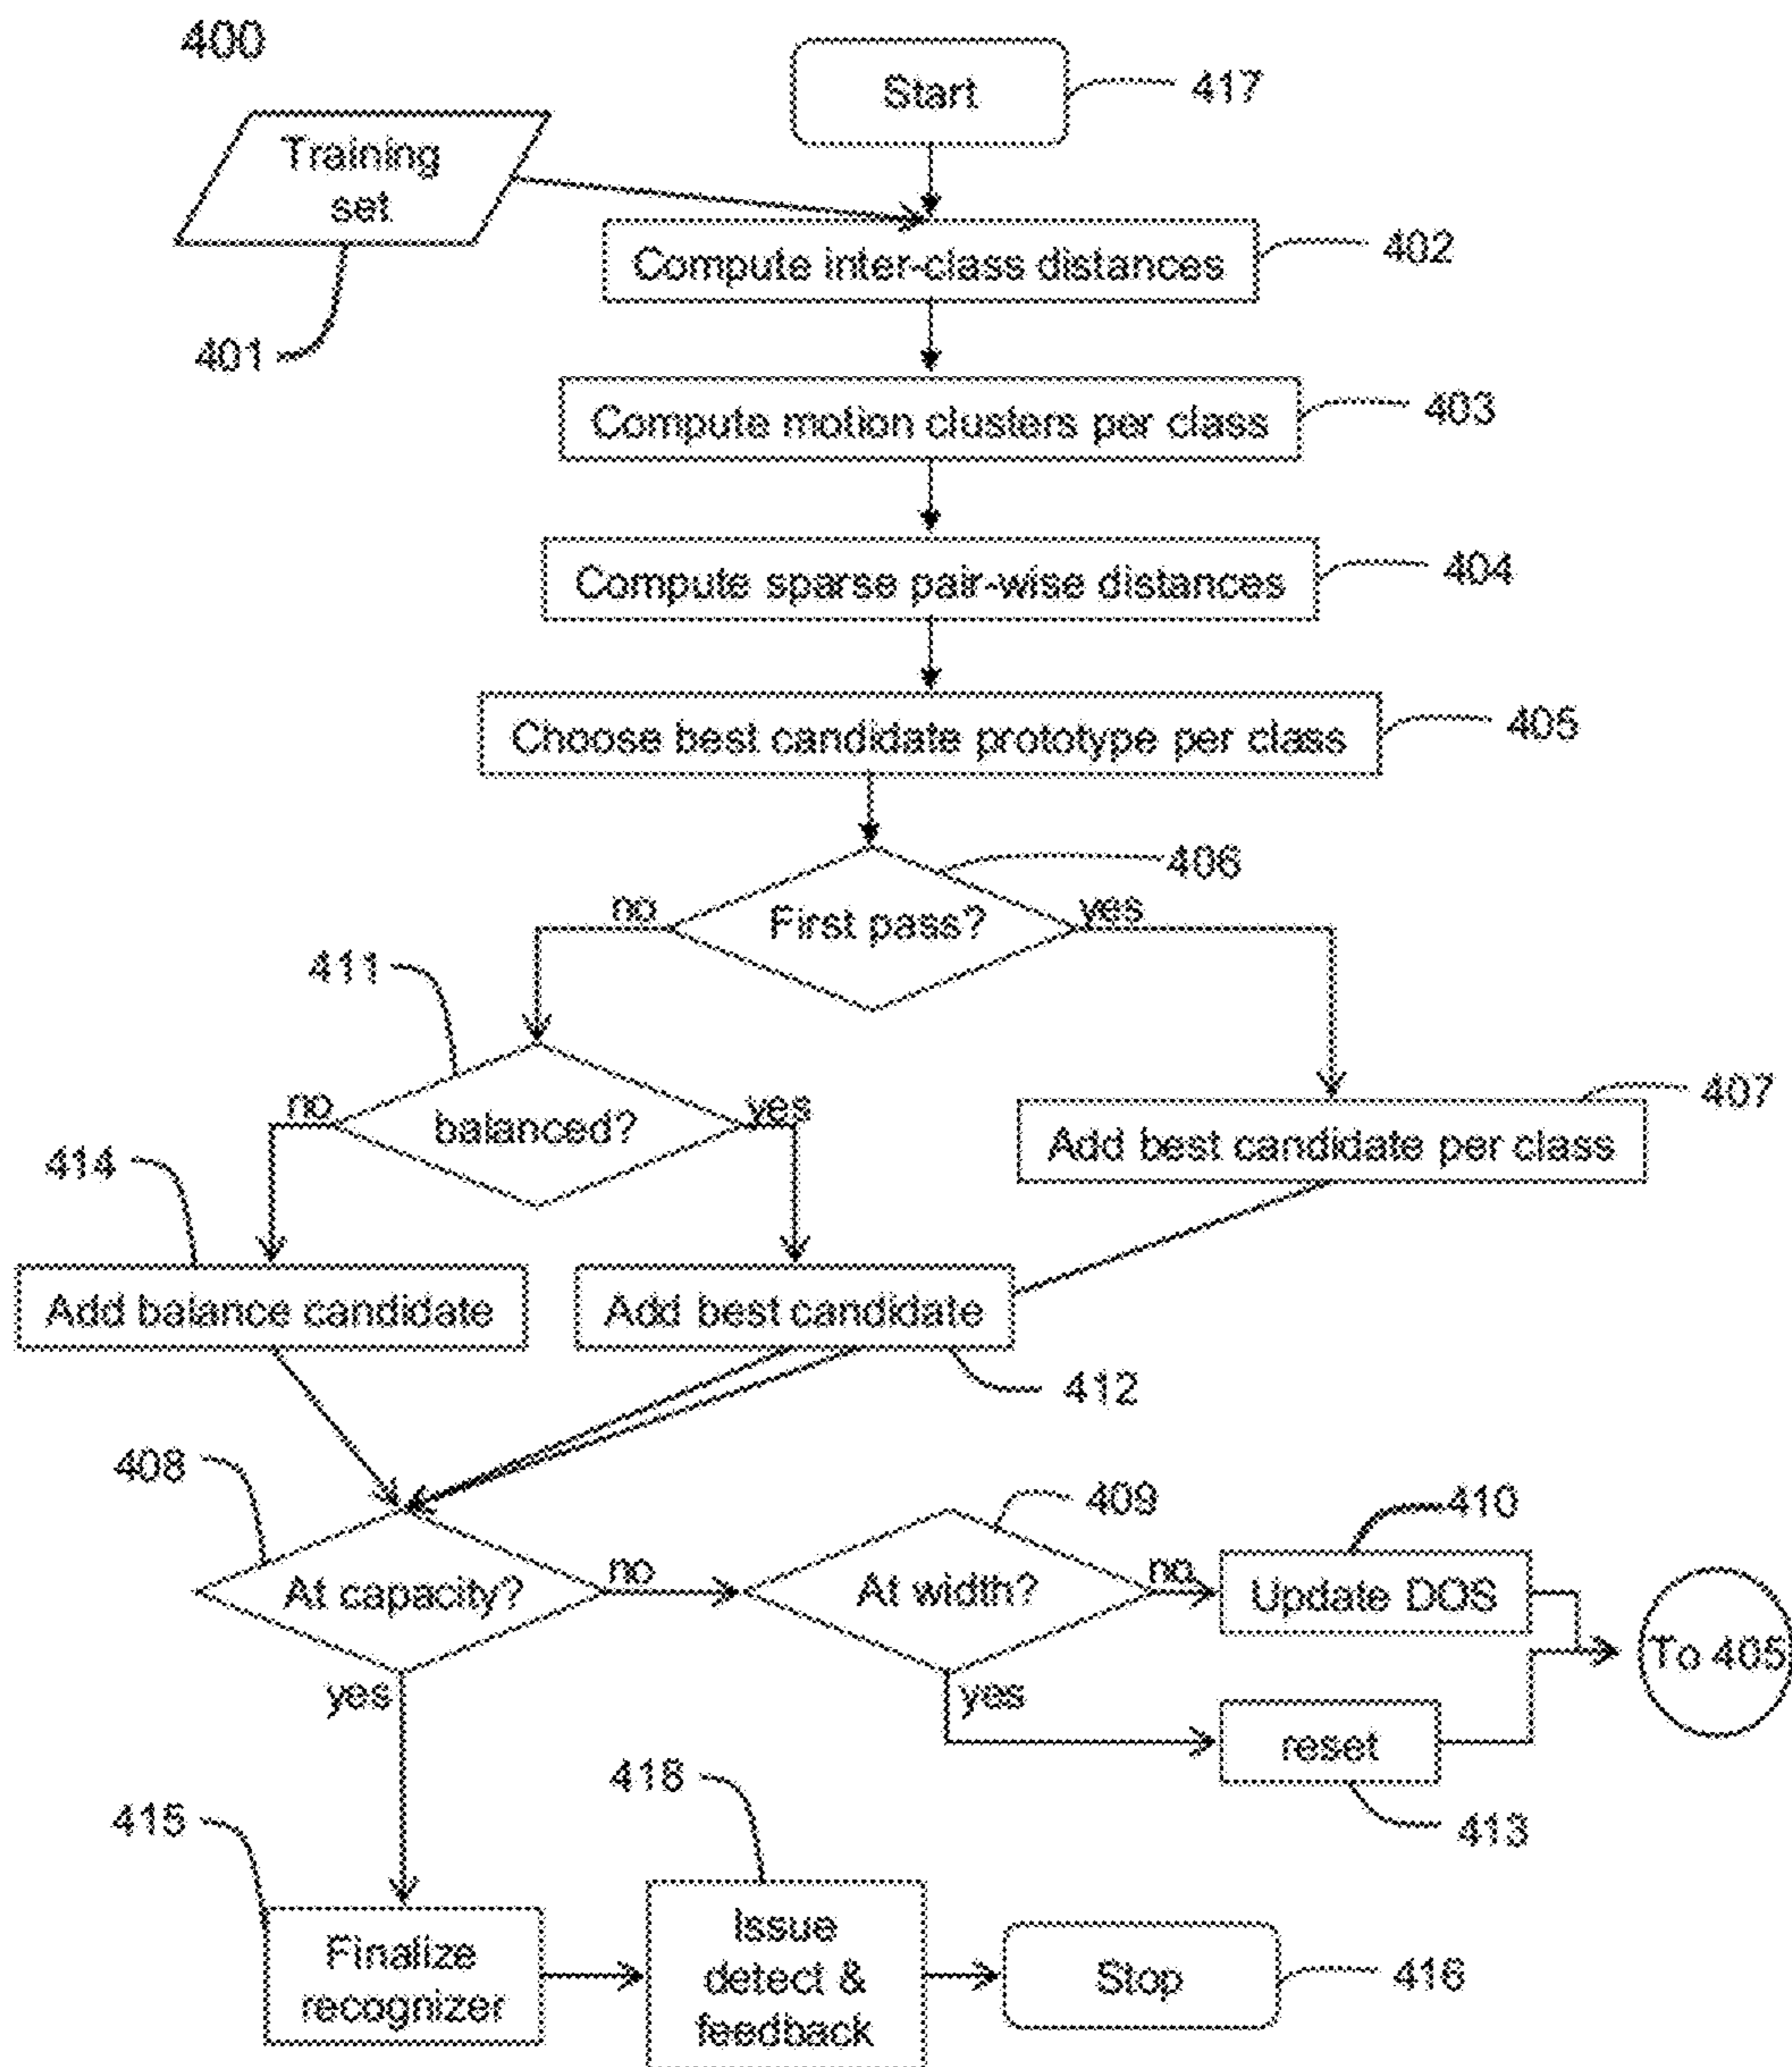 400
Start
417
Training
set
402
Compute inter-class distances
401
403
Compute motion clusters per class
404
Compute sparse pair-wise distances
405
Choose best candidate prototype per class
406
no
First pass?
yes
411
407
no
balanced?
yes
Add best candidate per class
414
Add balance candidate
Add best candidate
412
408
409
410
At capacity?
no
At width?
no
Update DOS
To 405
yes
yes
reset
418
415
413
Finalize
recognizer
Issue
detect &
feedback
Stop
416